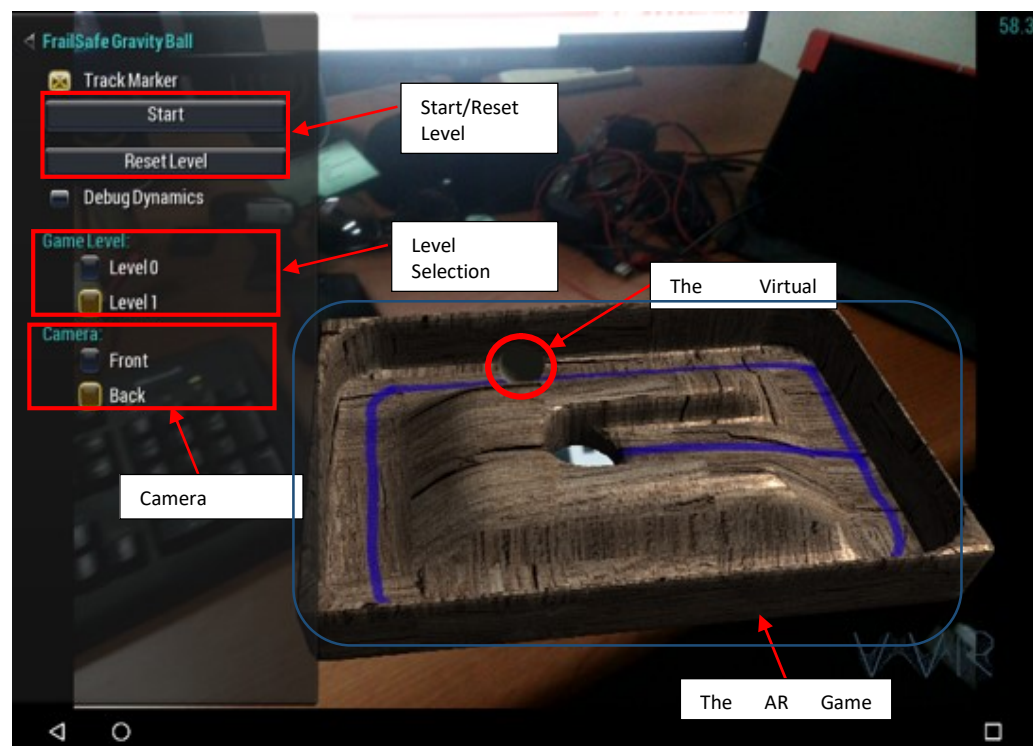 FrailSafe Gravity Ball
58.3
Track Marker
Start
Start/Reset
Level
Reset Level
Debug Dynamics
Game Level:
Level
Selection
Level 0
The Virtual
Level 1
Camera:
Front
Back
Camera
The AR Game